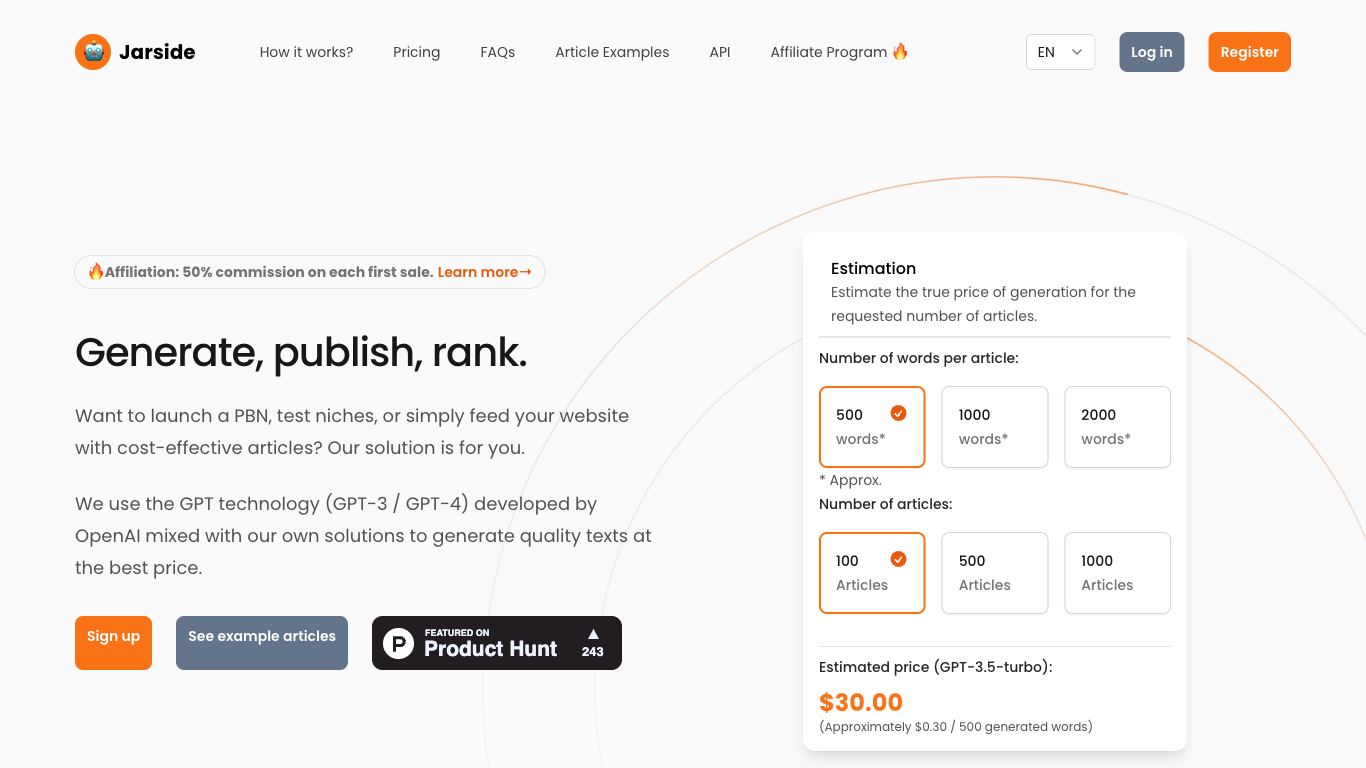 Jarside
How it works?
Pricing
FAQs
Article Examples
API
Affiliate Program 🔥
EN
Log in
Register
🔥Affiliation: 50% commission on each first sale. Learn more→
Generate, publish, rank.
Want to launch a PBN, test niches, or simply feed your website
with cost-effective articles? Our solution is for you.
We use the GPT technology (GPT-3 / GPT-4) developed by
OpenAI mixed with our own solutions to generate quality texts at
the best price.
Sign up
See example articles
P
FEATURED ON
Product Hunt
▲
243
Estimation
Estimate the true price of generation for the
requested number of articles.
Number of words per article:
500
words*
1000
words*
2000
words*
* Approx.
Number of articles:
100
Articles
500
Articles
1000
Articles
Estimated price (GPT-3.5-turbo):
$30.00
(Approximately $0.30 / 500 generated words)